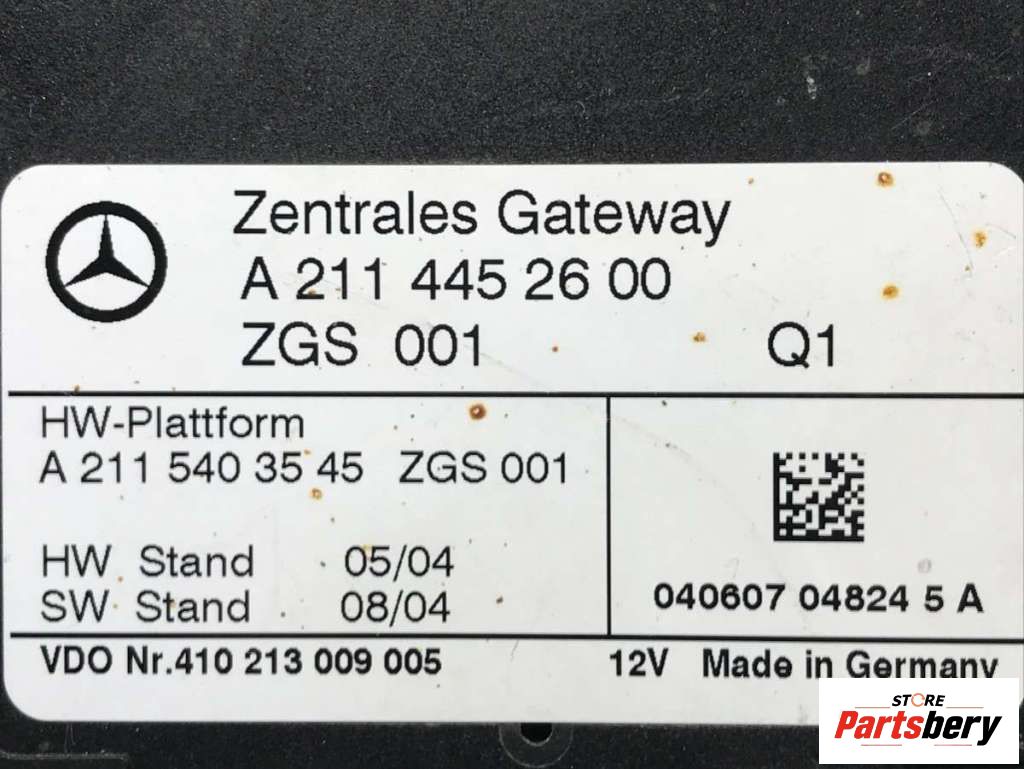 Zentrales Gateway
A 211 445 26 00
ZGS 001 Q1
HW-Plattform
A 211 540 35 45 ZGS 001
HW Stand 05/04
SW Stand 08/04
040607 04824 5 A
VDO Nr.410 213 009 005 12V Made in Germany
STORE
Partsbery